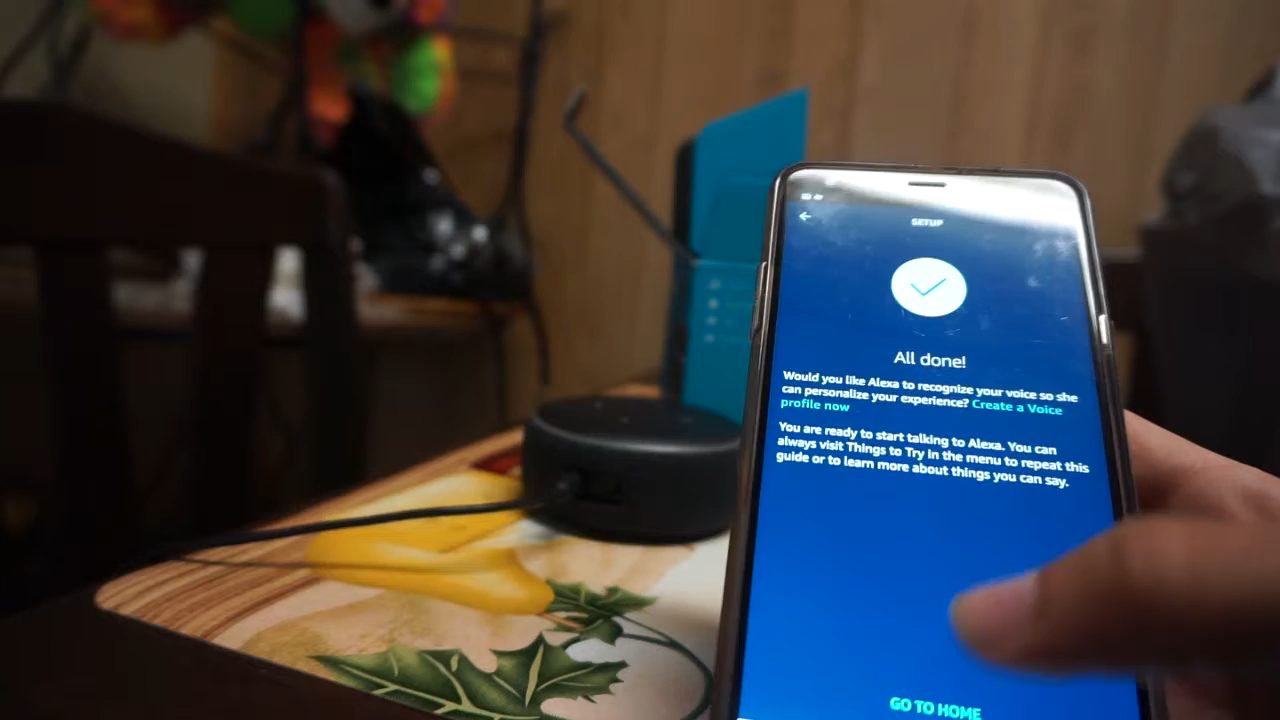 SETUP
All done!
Would you like Alexa to recognize your voice so she
can personalize your experience? Create a Voice
profile now
You are ready to start talking to Alexa. You can
always visit Things to Try in the menu to repeat this
guide or to learn more about things you can say.
GO TO HOME